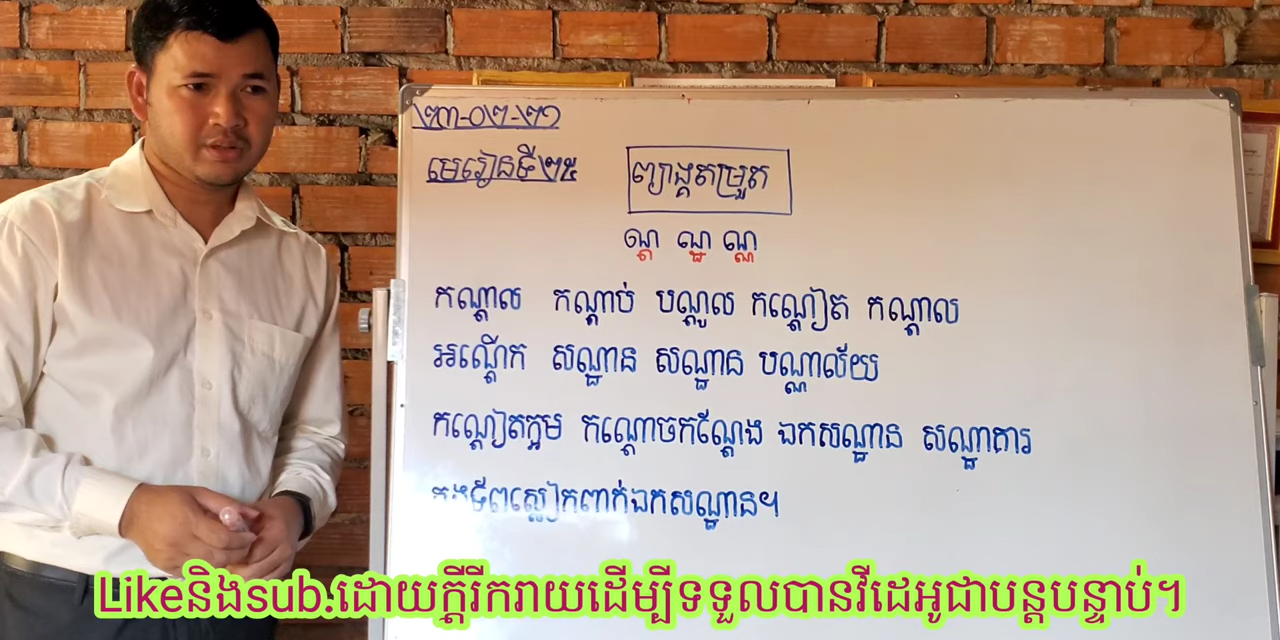 ២៣-០២-២១
មេរៀនទី២៥
ព្យាង្គតម្រួត
ណ្ត ណ្ឋ ណ្ណ
កណ្តាល កណ្តាប់ បណ្តូល កណ្តៀត កណ្តាល
អណ្តើក សណ្ឋាន សណ្ឋាន បណ្ណាល័យ
កណ្តៀតក្អម កណ្តោចកណ្តែង ឯកសណ្ឋាន សណ្ឋាគារ
កងទ័ពស្លៀកពាក់ឯកសណ្ឋាន។
Likeនិងsub.ដោយក្តីរីករាយដើម្បីទទួលបានវីដេអូជាបន្តបន្ទាប់។